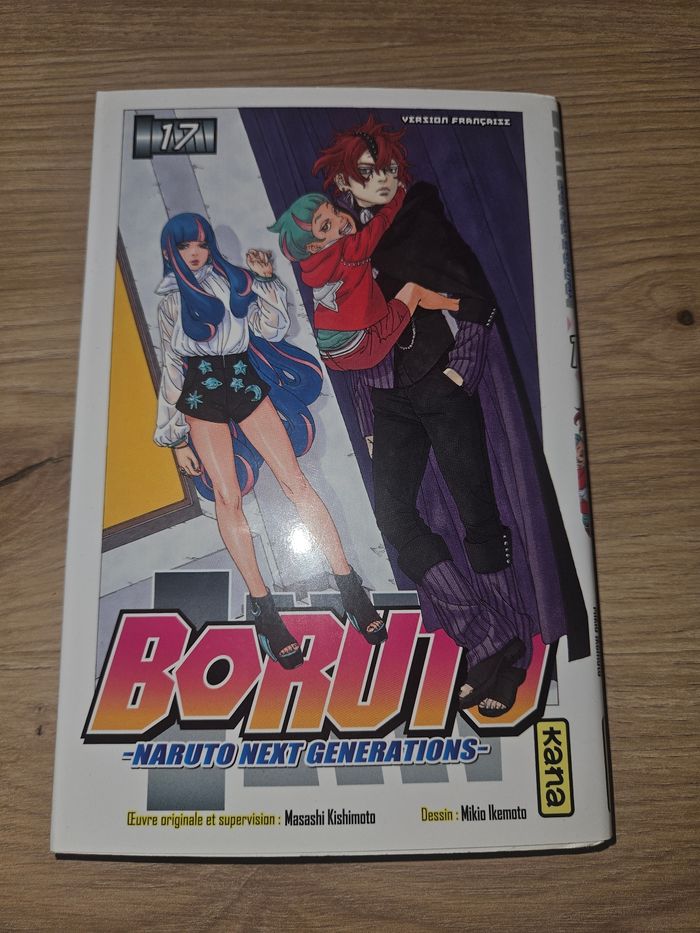 17
VERSION FRANÇAISE
BORUTO
-NARUTO NEXT GENERATIONS-
Œuvre originale et supervision : Masashi Kishimoto
Dessin : Mikio Ikemoto
Kana